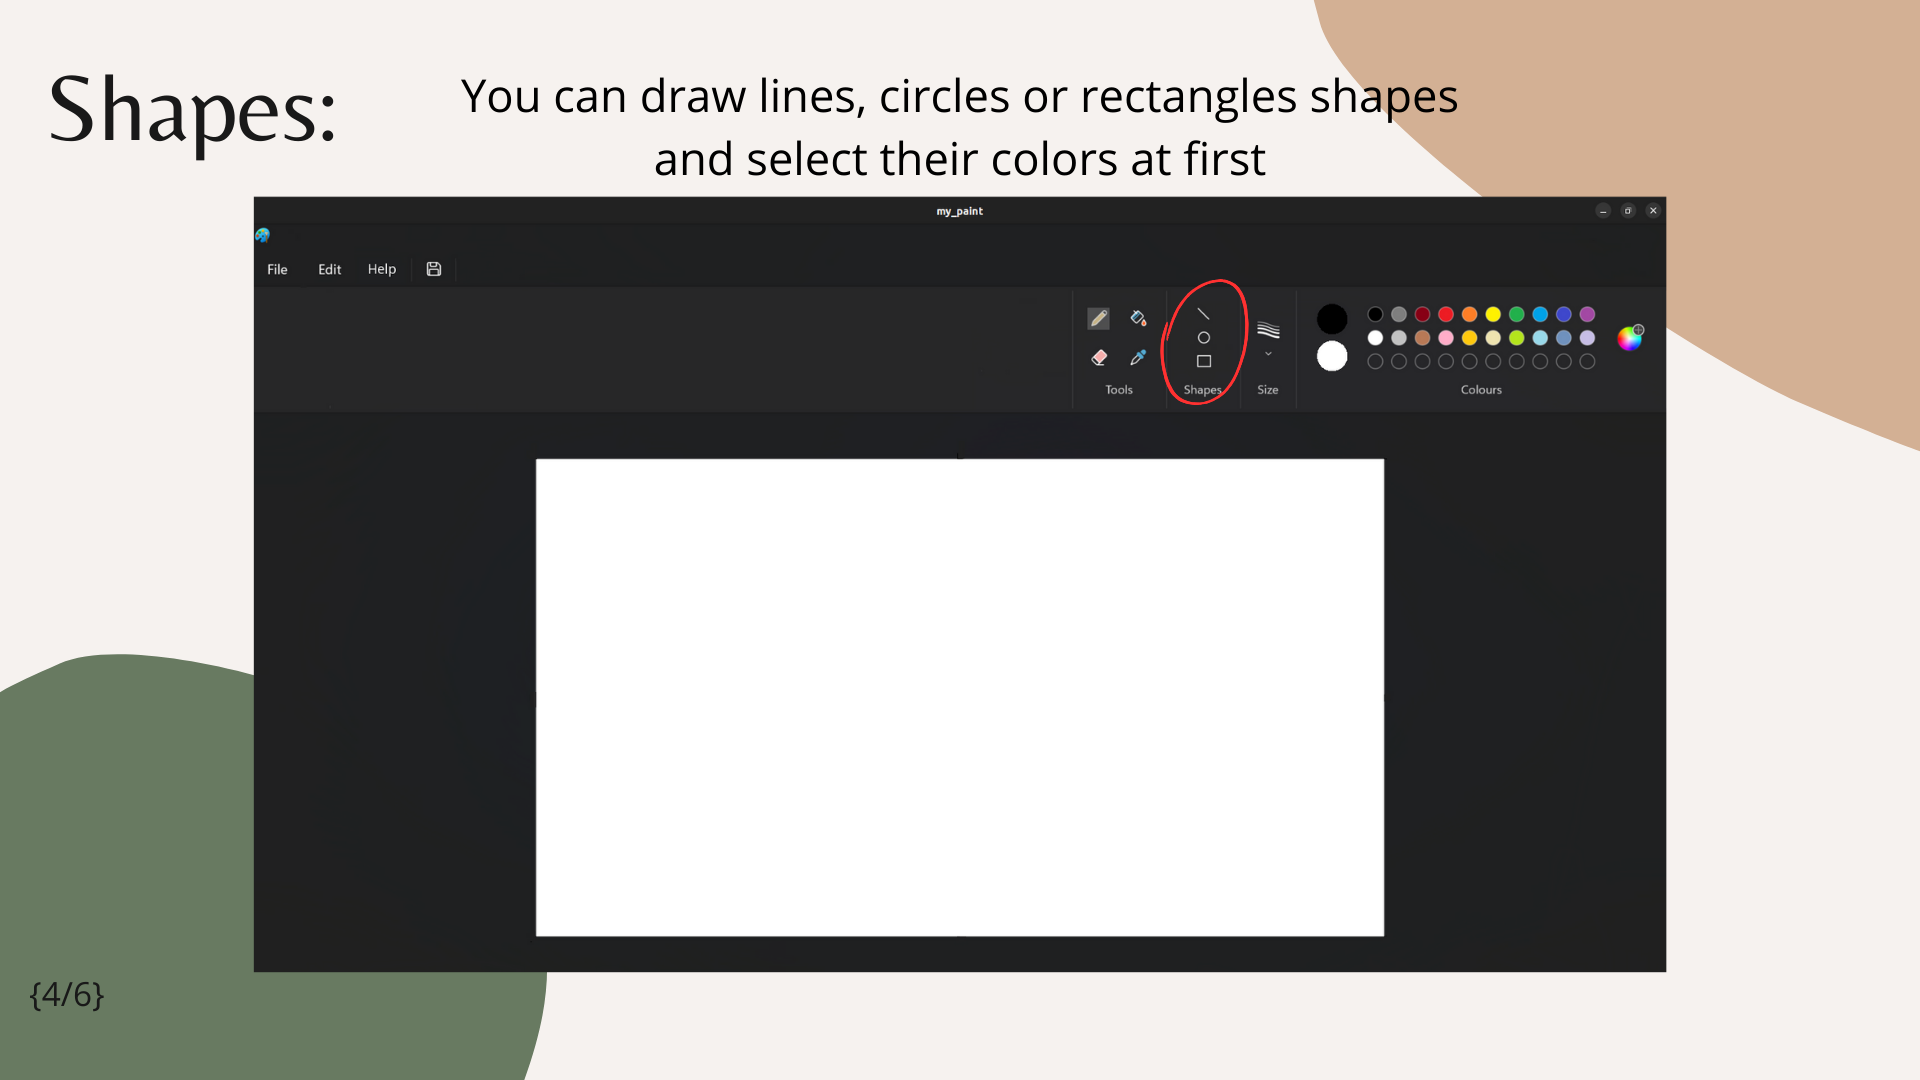 Shapes:
You can draw lines, circles or rectangles shapes
and select their colors at first
my_paint
File Edit Help
Tools Shapes Size Colours
{4/6}